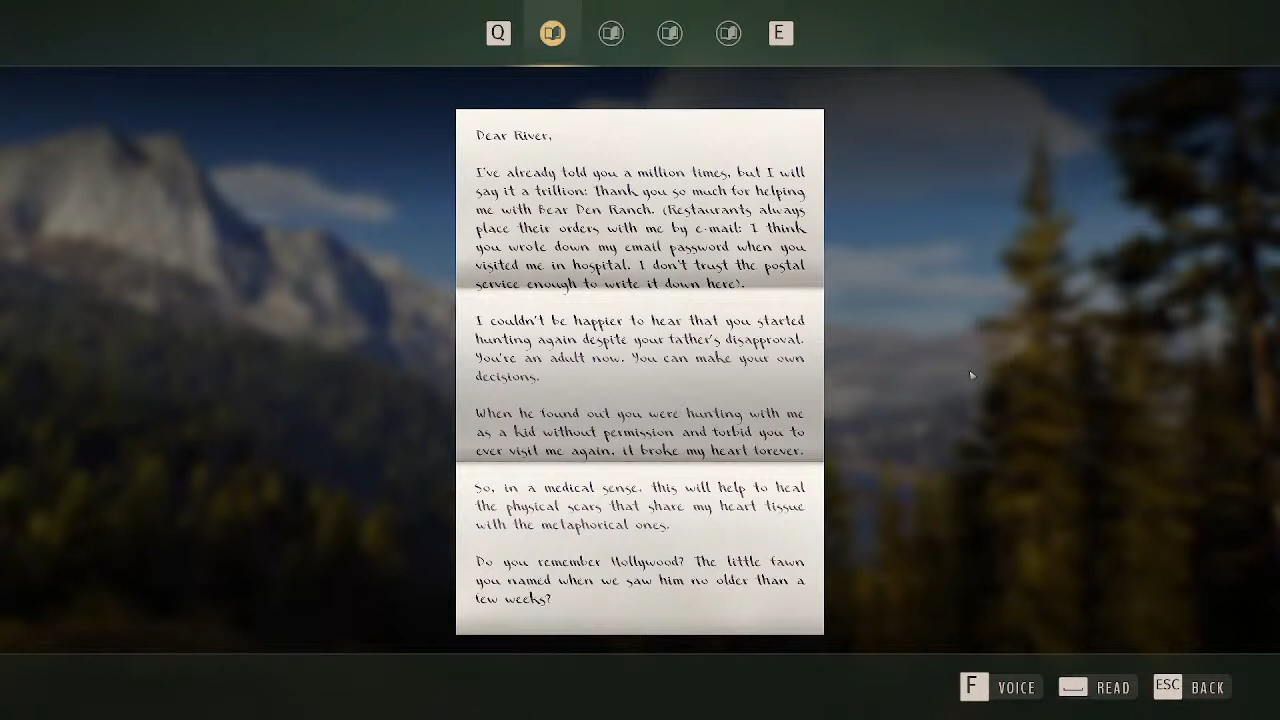 Q
E
Dear River,
I've already told you a million times, but I will
say it a trillion: Thank you so much for helping
me with Bear Den Ranch. (Restaurants always
place their orders with me by e-mail: I think
you wrote down my email password when you
visited me in hospital. I don't trust the postal
service enough to write it down here).
I couldn't be happier to hear that you started
hunting again despite your father's disapproval.
You're an adult now. You can make your own
decisions.
When he found out you were hunting with me
as a kid without permission and forbid you to
ever visit me again, it broke my heart forever.
So, in a medical sense, this will help to heal
the physical scars that share my heart tissue
with the metaphorical ones.
Do you remember Hollywood? The little fawn
you named when we saw him no older than a
few weeks?
F VOICE READ ESC BACK